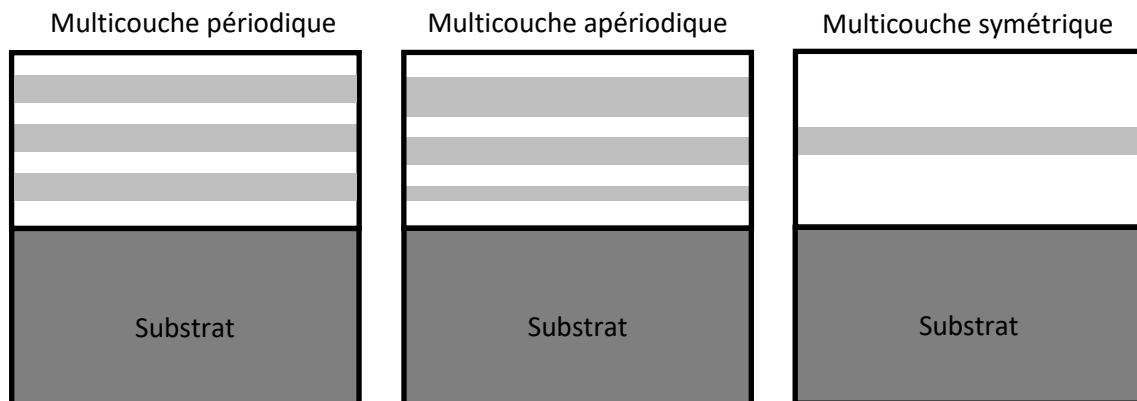 Multicouche périodique
Multicouche apériodique
Multicouche symétrique
Substrat
Substrat
Substrat